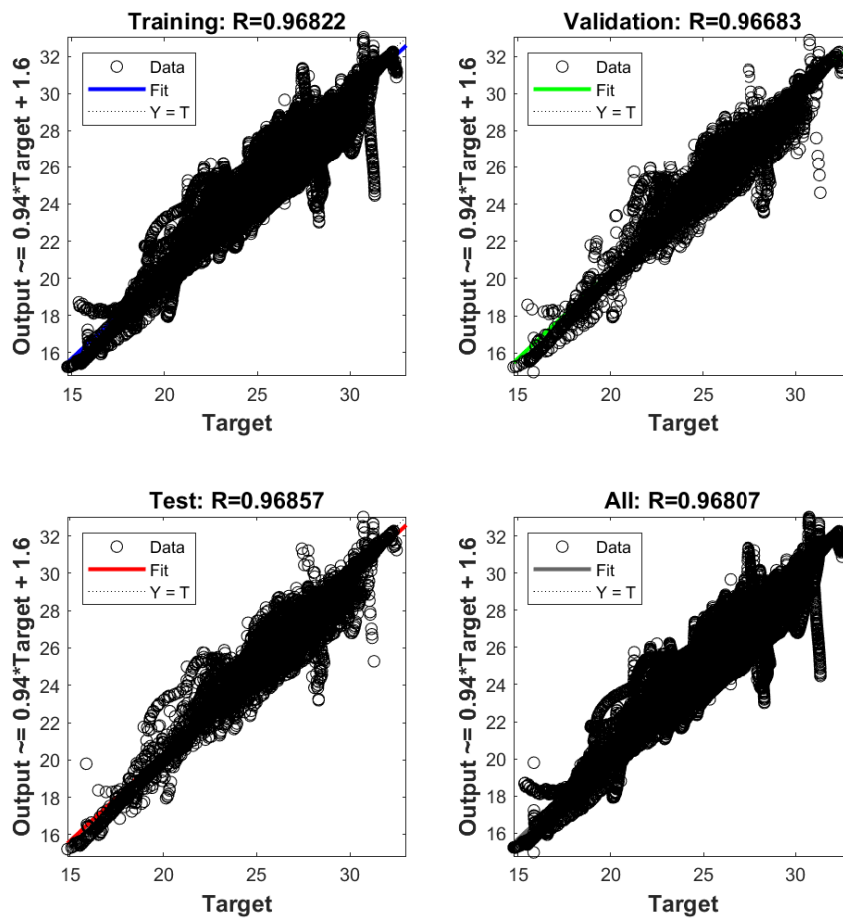 Training: R=0.96822
Output ~= 0.94*Target + 1.6
32
30
28
26
24
22
20
18
16
Data
Fit
Y = T
15
20
25
30
Target
Validation: R=0.96683
Output ~= 0.94*Target + 1.6
32
30
28
26
24
22
20
18
16
Data
Fit
Y = T
15
20
25
30
Target
Test: R=0.96857
Output ~= 0.94*Target + 1.6
32
30
28
26
24
22
20
18
16
Data
Fit
Y = T
15
20
25
30
Target
All: R=0.96807
Output ~= 0.94*Target + 1.6
32
30
28
26
24
22
20
18
16
Data
Fit
Y = T
15
20
25
30
Target